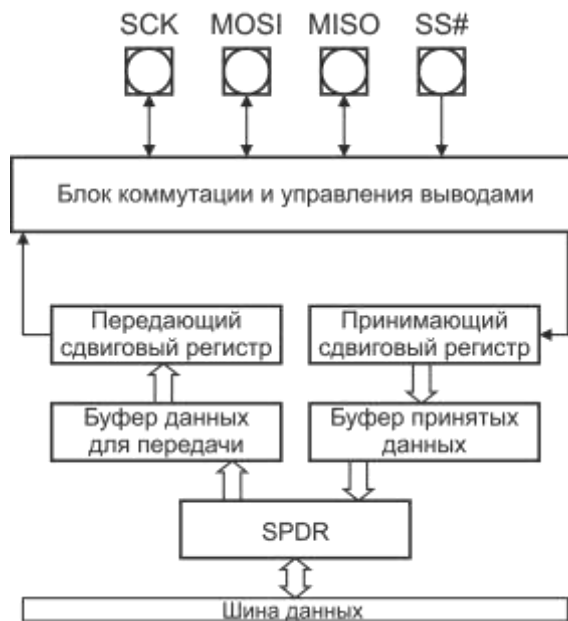 SCK MOSI MISO SS#
Блок коммутации и управления выводами
Передающий
сдвиговый регистр
Принимающий
сдвиговый регистр
Буфер данных
для передачи
Буфер принятых
данных
SPDR
Шина данных